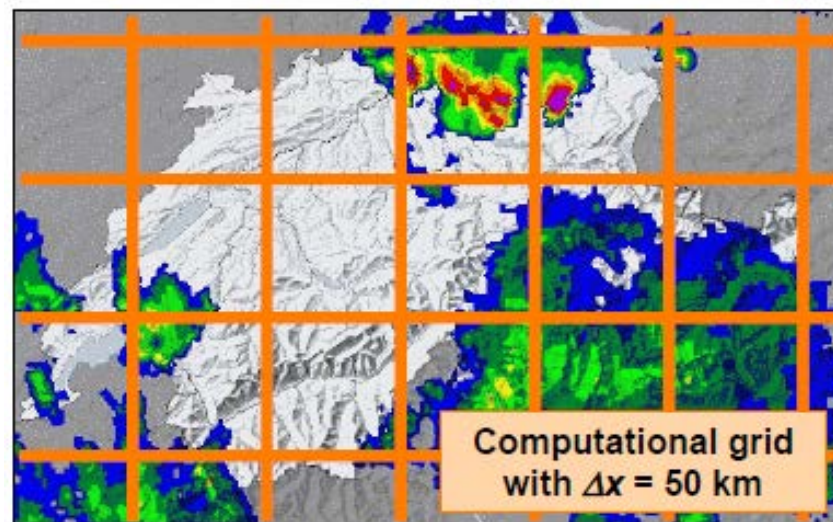 Computational grid
with Δx = 50 km